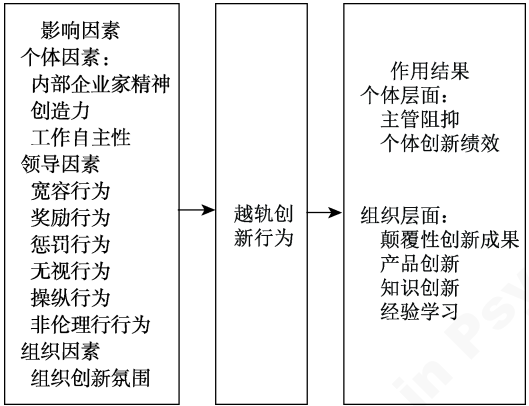 影响因素
个体因素：
内部企业家精神
创造力
工作自主性
领导因素
宽容行为
奖励行为
惩罚行为
无视行为
操纵行为
非伦理行行为
组织因素
组织创新氛围
越轨创
新行为
作用结果
个体层面：
主管阻抑
个体创新绩效
组织层面：
颠覆性创新成果
产品创新
知识创新
经验学习
in Psy